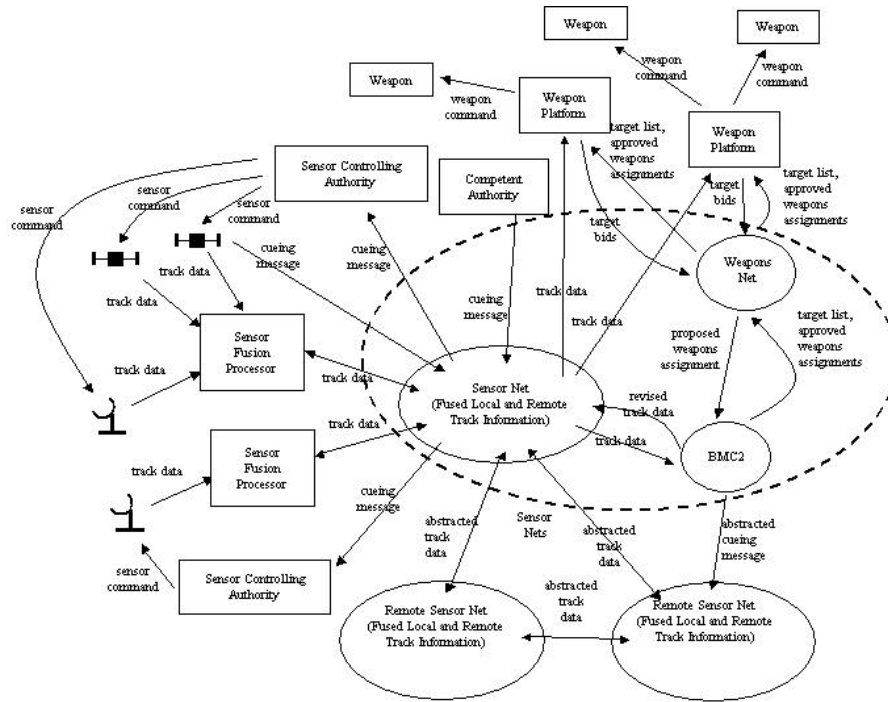 Weapon
Weapon
Weapon
weapon
command
weapon
command
weapon
command
Weapon
Platform
Weapon
Platform
target list,
approved
weapons
assignments
target list,
approved
weapons
assignments
Sensor Controlling
Authority
Competent
Authority
sensor
command
sensor
command
sensor
command
target
bids
target
bids
cueing
message
cueing
message
track data
track data
Weapons
Net
cueing
message
track data
track data
Sensor
Fusion
Processor
proposed
weapons
assignment
target list,
approved
weapons
assignments
track data
track data
Sensor Net
(Fused Local and Remote
Track Information)
revised
track data
track data
track data
BMC2
Sensor
Fusion
Processor
track data
cueing
message
abstracted
track
data
Sensor
Nets
abstracted
track
data
abstracted
cueing
message
sensor
command
Sensor Controlling
Authority
abstracted
track
data
Remote Sensor Net
(Fused Local and Remote
Track Information)
Remote Sensor Net
(Fused Local and Remote
Track Information)